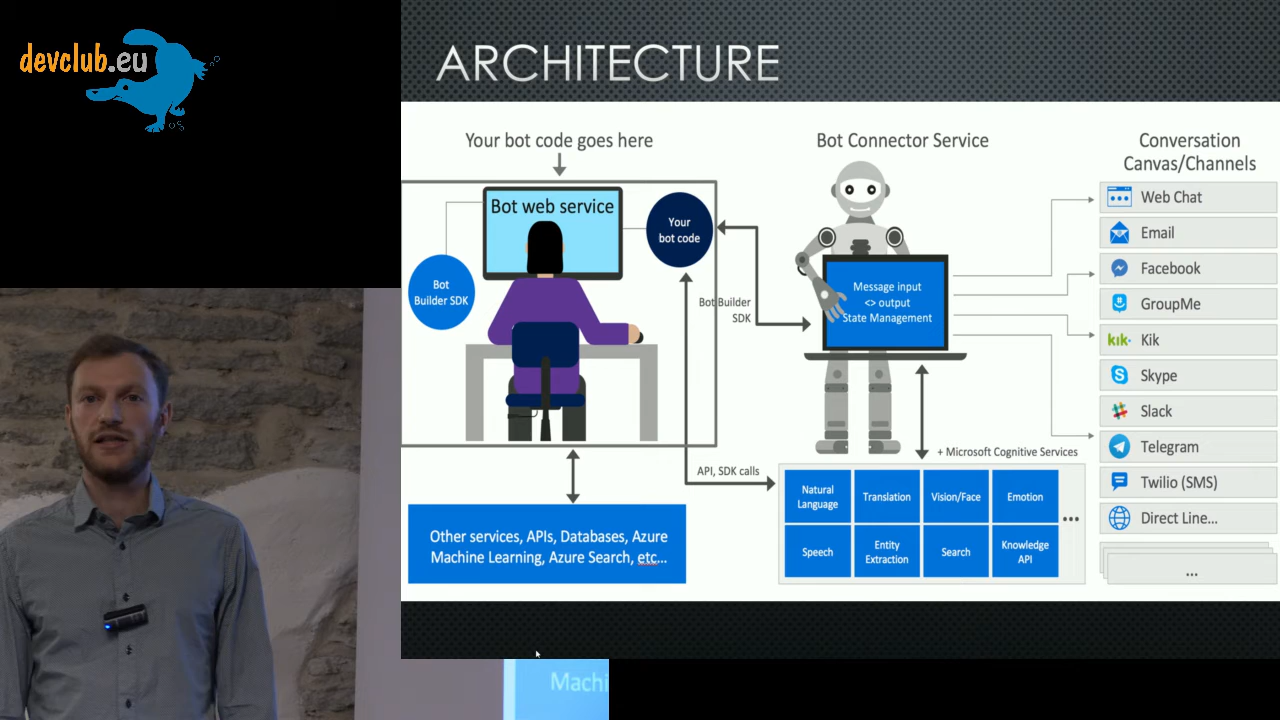 devclub.eu
ARCHITECTURE
Your bot code goes here
Bot web service
Your
bot code
Bot
Builder SDK
Bot Builder
SDK
Other services, APIs, Databases, Azure
Machine Learning, Azure Search, etc...
API, SDK calls
Bot Connector Service
Message input
<> output
State Management
+ Microsoft Cognitive Services
Natural
Language
Translation
Vision/Face
Emotion
Speech
Entity
Extraction
Search
Knowledge
API
...
Conversation
Canvas/Channels
Web Chat
Email
Facebook
GroupMe
kik. Kik
Skype
Slack
Telegram
Twilio (SMS)
Direct Line...
...
Machi